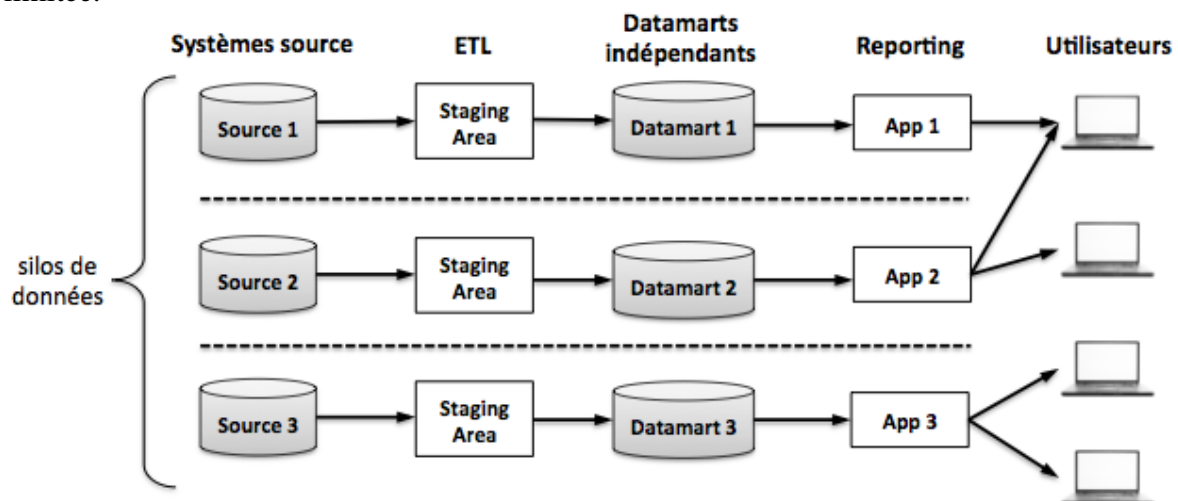 Systèmes source
ETL
Datamarts
indépendants
Reporting
Utilisateurs
Source 1
Staging
Area
Datamart 1
App 1
silos de
données
Source 2
Staging
Area
Datamart 2
App 2
Source 3
Staging
Area
Datamart 3
App 3